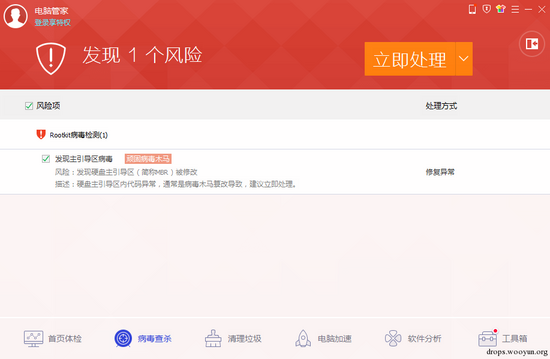 电脑管家
登录享特权
发现 1 个风险
立即处理
风险项
处理方式
Rootkit病毒检测(1)
发现主引导区病毒 顽固病毒木马
风险：发现硬盘主引导区（简称MBR）被修改
修复异常
描述：硬盘主引导区内代码异常，通常是病毒木马篡改导致，建议立即处理。
首页体检
病毒查杀
清理垃圾
电脑加速
软件分析
工具箱
drops.wooyun.org